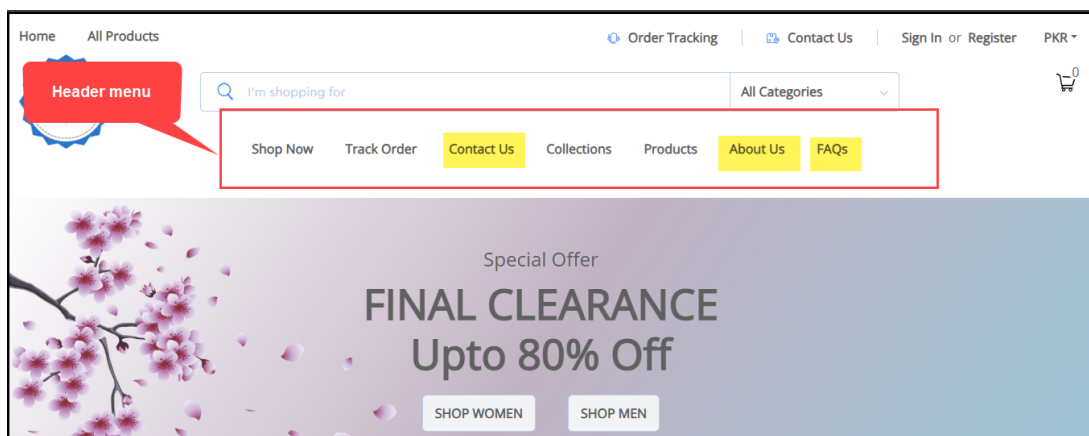 Home All Products Order Tracking Contact Us Sign In or Register PKR
Header menu
I'm shopping for All Categories 0
Shop Now Track Order Contact Us Collections Products About Us FAQs
Special Offer
FINAL CLEARANCE
Upto 80% Off
SHOP WOMEN SHOP MEN